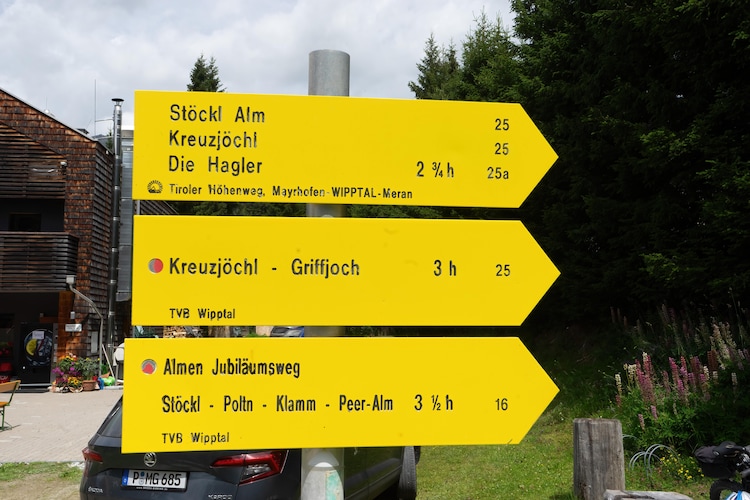 Stöckl Alm 25
Kreuzjöchl 25
Die Hagler 2 ¾ h 25a
Tiroler Höhenweg, Mayrhofen-WIPPTAL-Meran
Kreuzjöchl - Griffjoch 3 h 25
TVB Wipptal
Almen Jubiläumsweg
Stöckl - Poltn - Klamm - Peer-Alm 3 ½ h 16
TVB Wipptal
P MG 685